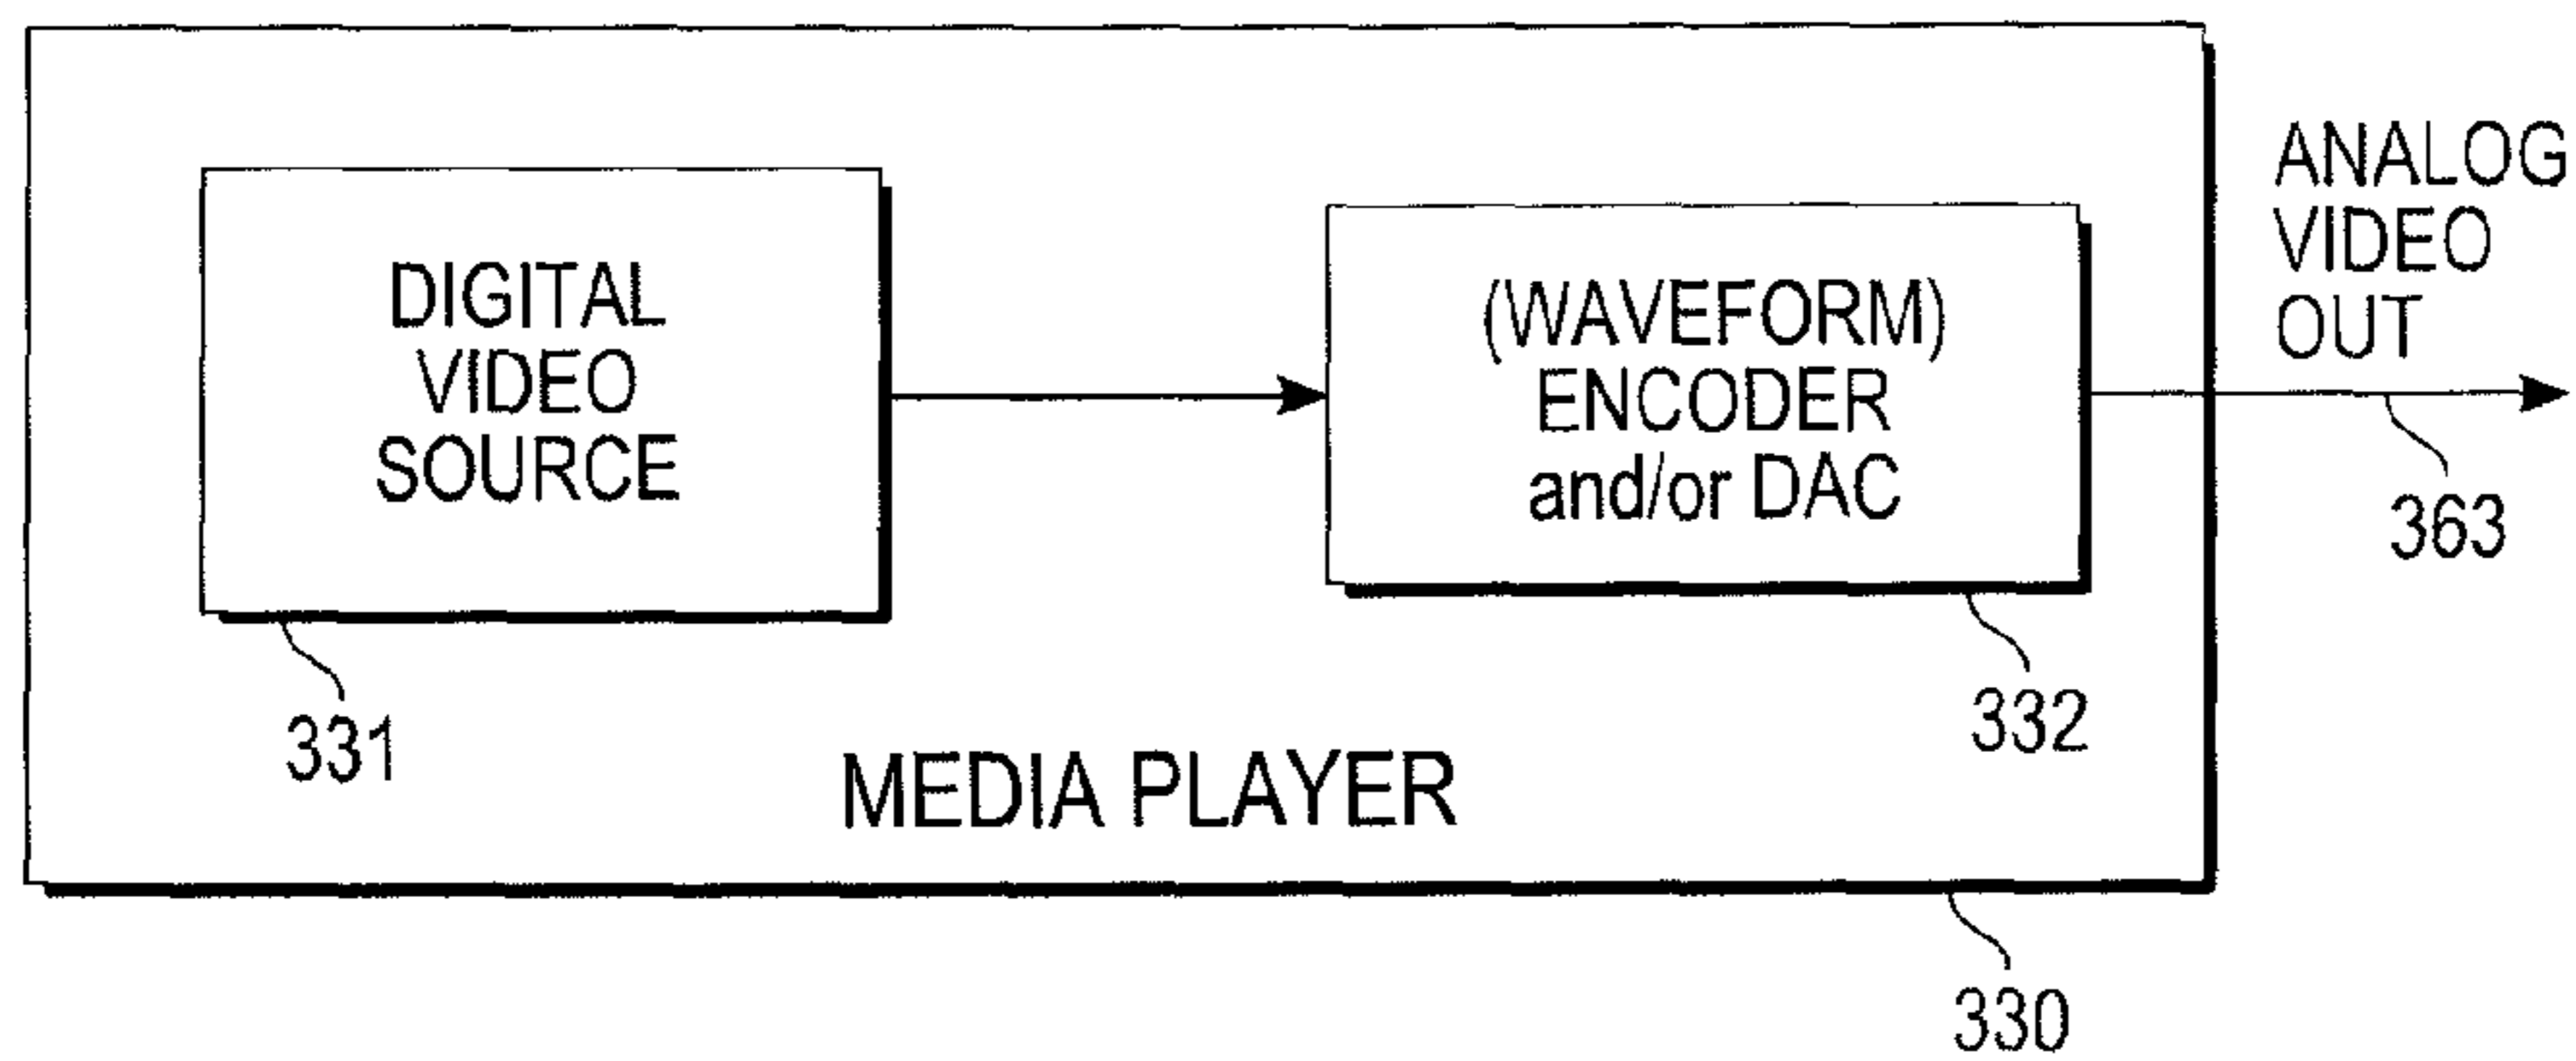 DIGITAL
VIDEO
SOURCE
331
(WAVEFORM)
ENCODER
and/or DAC
332
ANALOG
VIDEO
OUT
363
MEDIA PLAYER
330